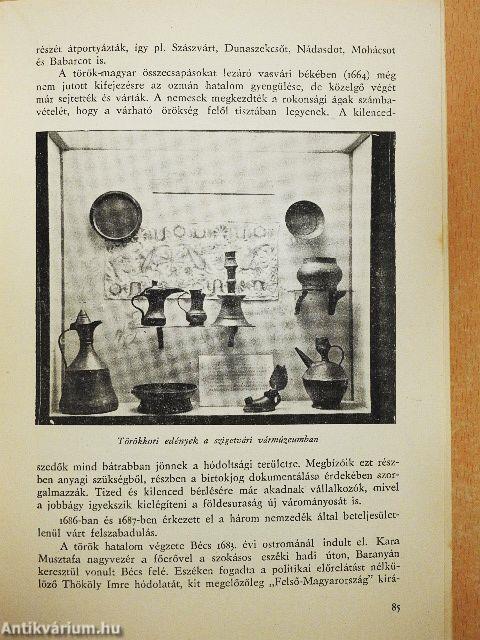 részét átportyázták, így pl. Szászvárt, Dunaszekcsőt, Nádasdot, Mohácsot
és Babarcot is.
A török-magyar összecsapásokat lezáró vasvári békében (1664) még
nem jutott kifejezésre az ozmán hatalom gyengülése, de közelgő végét
már sejtették és várták. A nemesek megkezdték a rokonsági ágak számba-
vételét, hogy a várható örökség felől tisztában legyenek. A kilenced-
Törökkori edények a szigetvári vármúzeumban
szedők mind bátrabban jönnek a hódoltsági területre. Megbízóik ezt rész-
ben anyagi szükségből, részben a birtokjog dokumentálása érdekében szor-
galmazzák. Tized és kilenced bérlésére már akadnak vállalkozók, mivel
a jobbágy igyekszik kielégíteni a földesuraság új várományosát is.
1686-ban és 1687-ben érkezett el a három nemzedék által beteljesület-
lenül várt felszabadulás.
A török hatalom végzete Bécs 1683. évi ostrománál indult el. Kara
Musztafa nagyvezér a főerővel a szokásos eszéki hadi úton, Baranyán
keresztül vonult Bécs felé. Eszéken fogadta a politikai előrelátást nélkü-
löző Thököly Imre hódolatát, kit megelőzőleg „Felső-Magyarország" kirá-
85
Antikvárium.hu